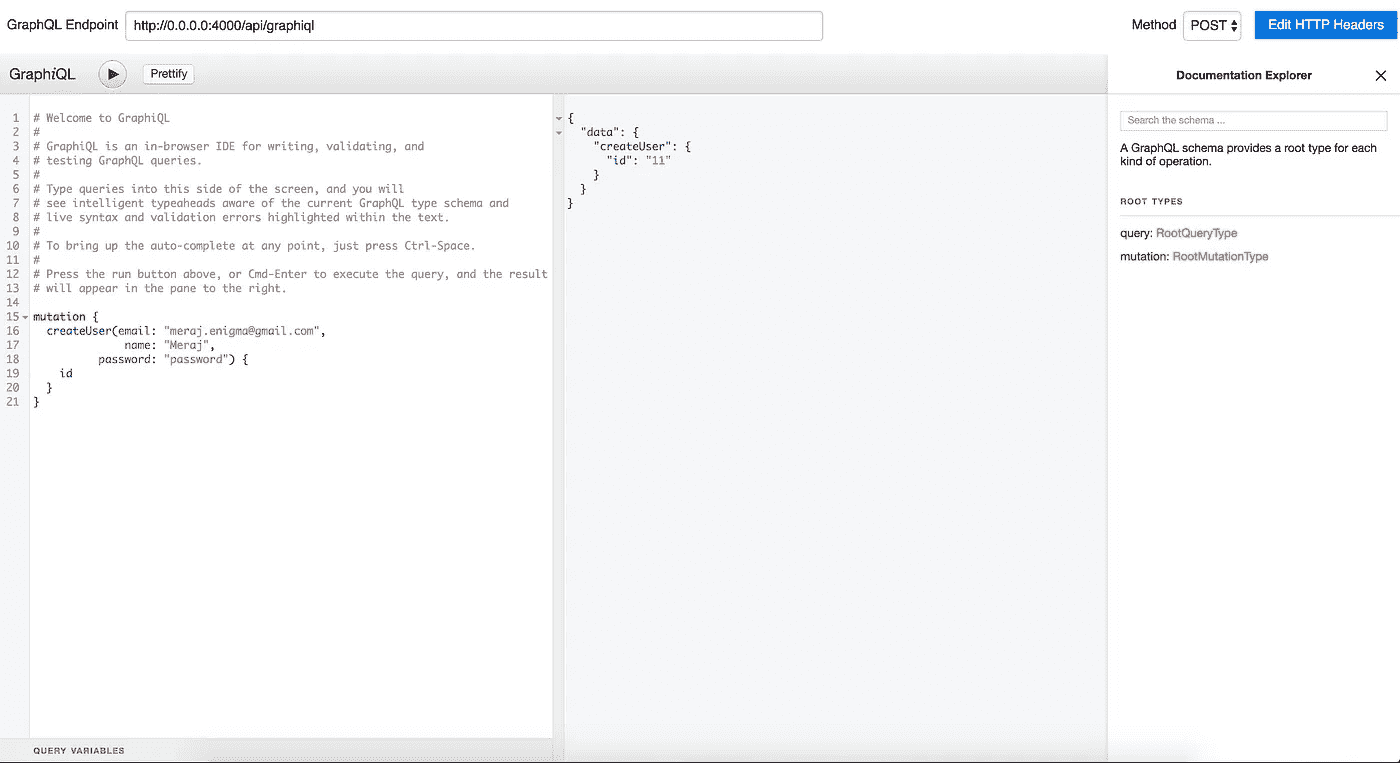 GraphQL Endpoint http://0.0.0.0:4000/api/graphiql Method POST Edit HTTP Headers
GraphiQL Prettify
Documentation Explorer
1 # Welcome to GraphiQL
2 #
3 # GraphiQL is an in-browser IDE for writing, validating, and
4 # testing GraphQL queries.
5 #
6 # Type queries into this side of the screen, and you will
7 # see intelligent typeaheads aware of the current GraphQL type schema and
8 # live syntax and validation errors highlighted within the text.
9 #
10 # To bring up the auto-complete at any point, just press Ctrl-Space.
11 #
12 # Press the run button above, or Cmd-Enter to execute the query, and the result
13 # will appear in the pane to the right.
14
15 mutation {
16   createUser(email: "meraj.enigma@gmail.com",
17               name: "Meraj",
18           password: "password") {
19     id
20   }
21 }
{
  "data": {
    "createUser": {
      "id": "11"
    }
  }
}
Search the schema ...
A GraphQL schema provides a root type for each
kind of operation.
ROOT TYPES
query: RootQueryType
mutation: RootMutationType
QUERY VARIABLES